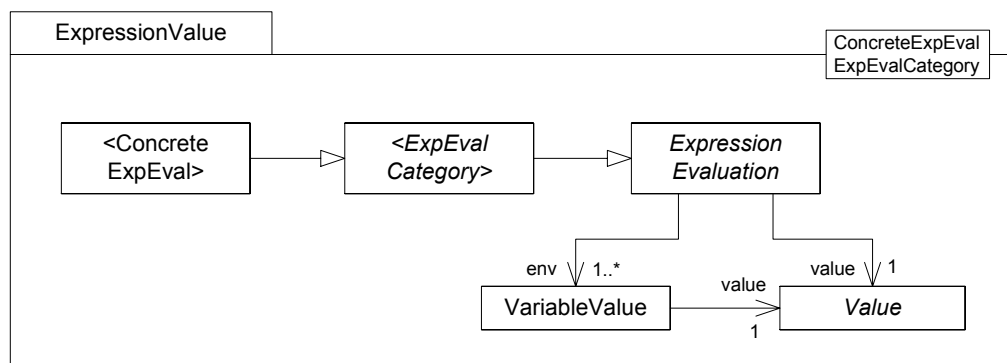 ExpressionValue
ConcreteExpEval
ExpEvalCategory
<Concrete
ExpEval>
<ExpEval
Category>
Expression
Evaluation
env
1..*
value
1
VariableValue
value
1
Value